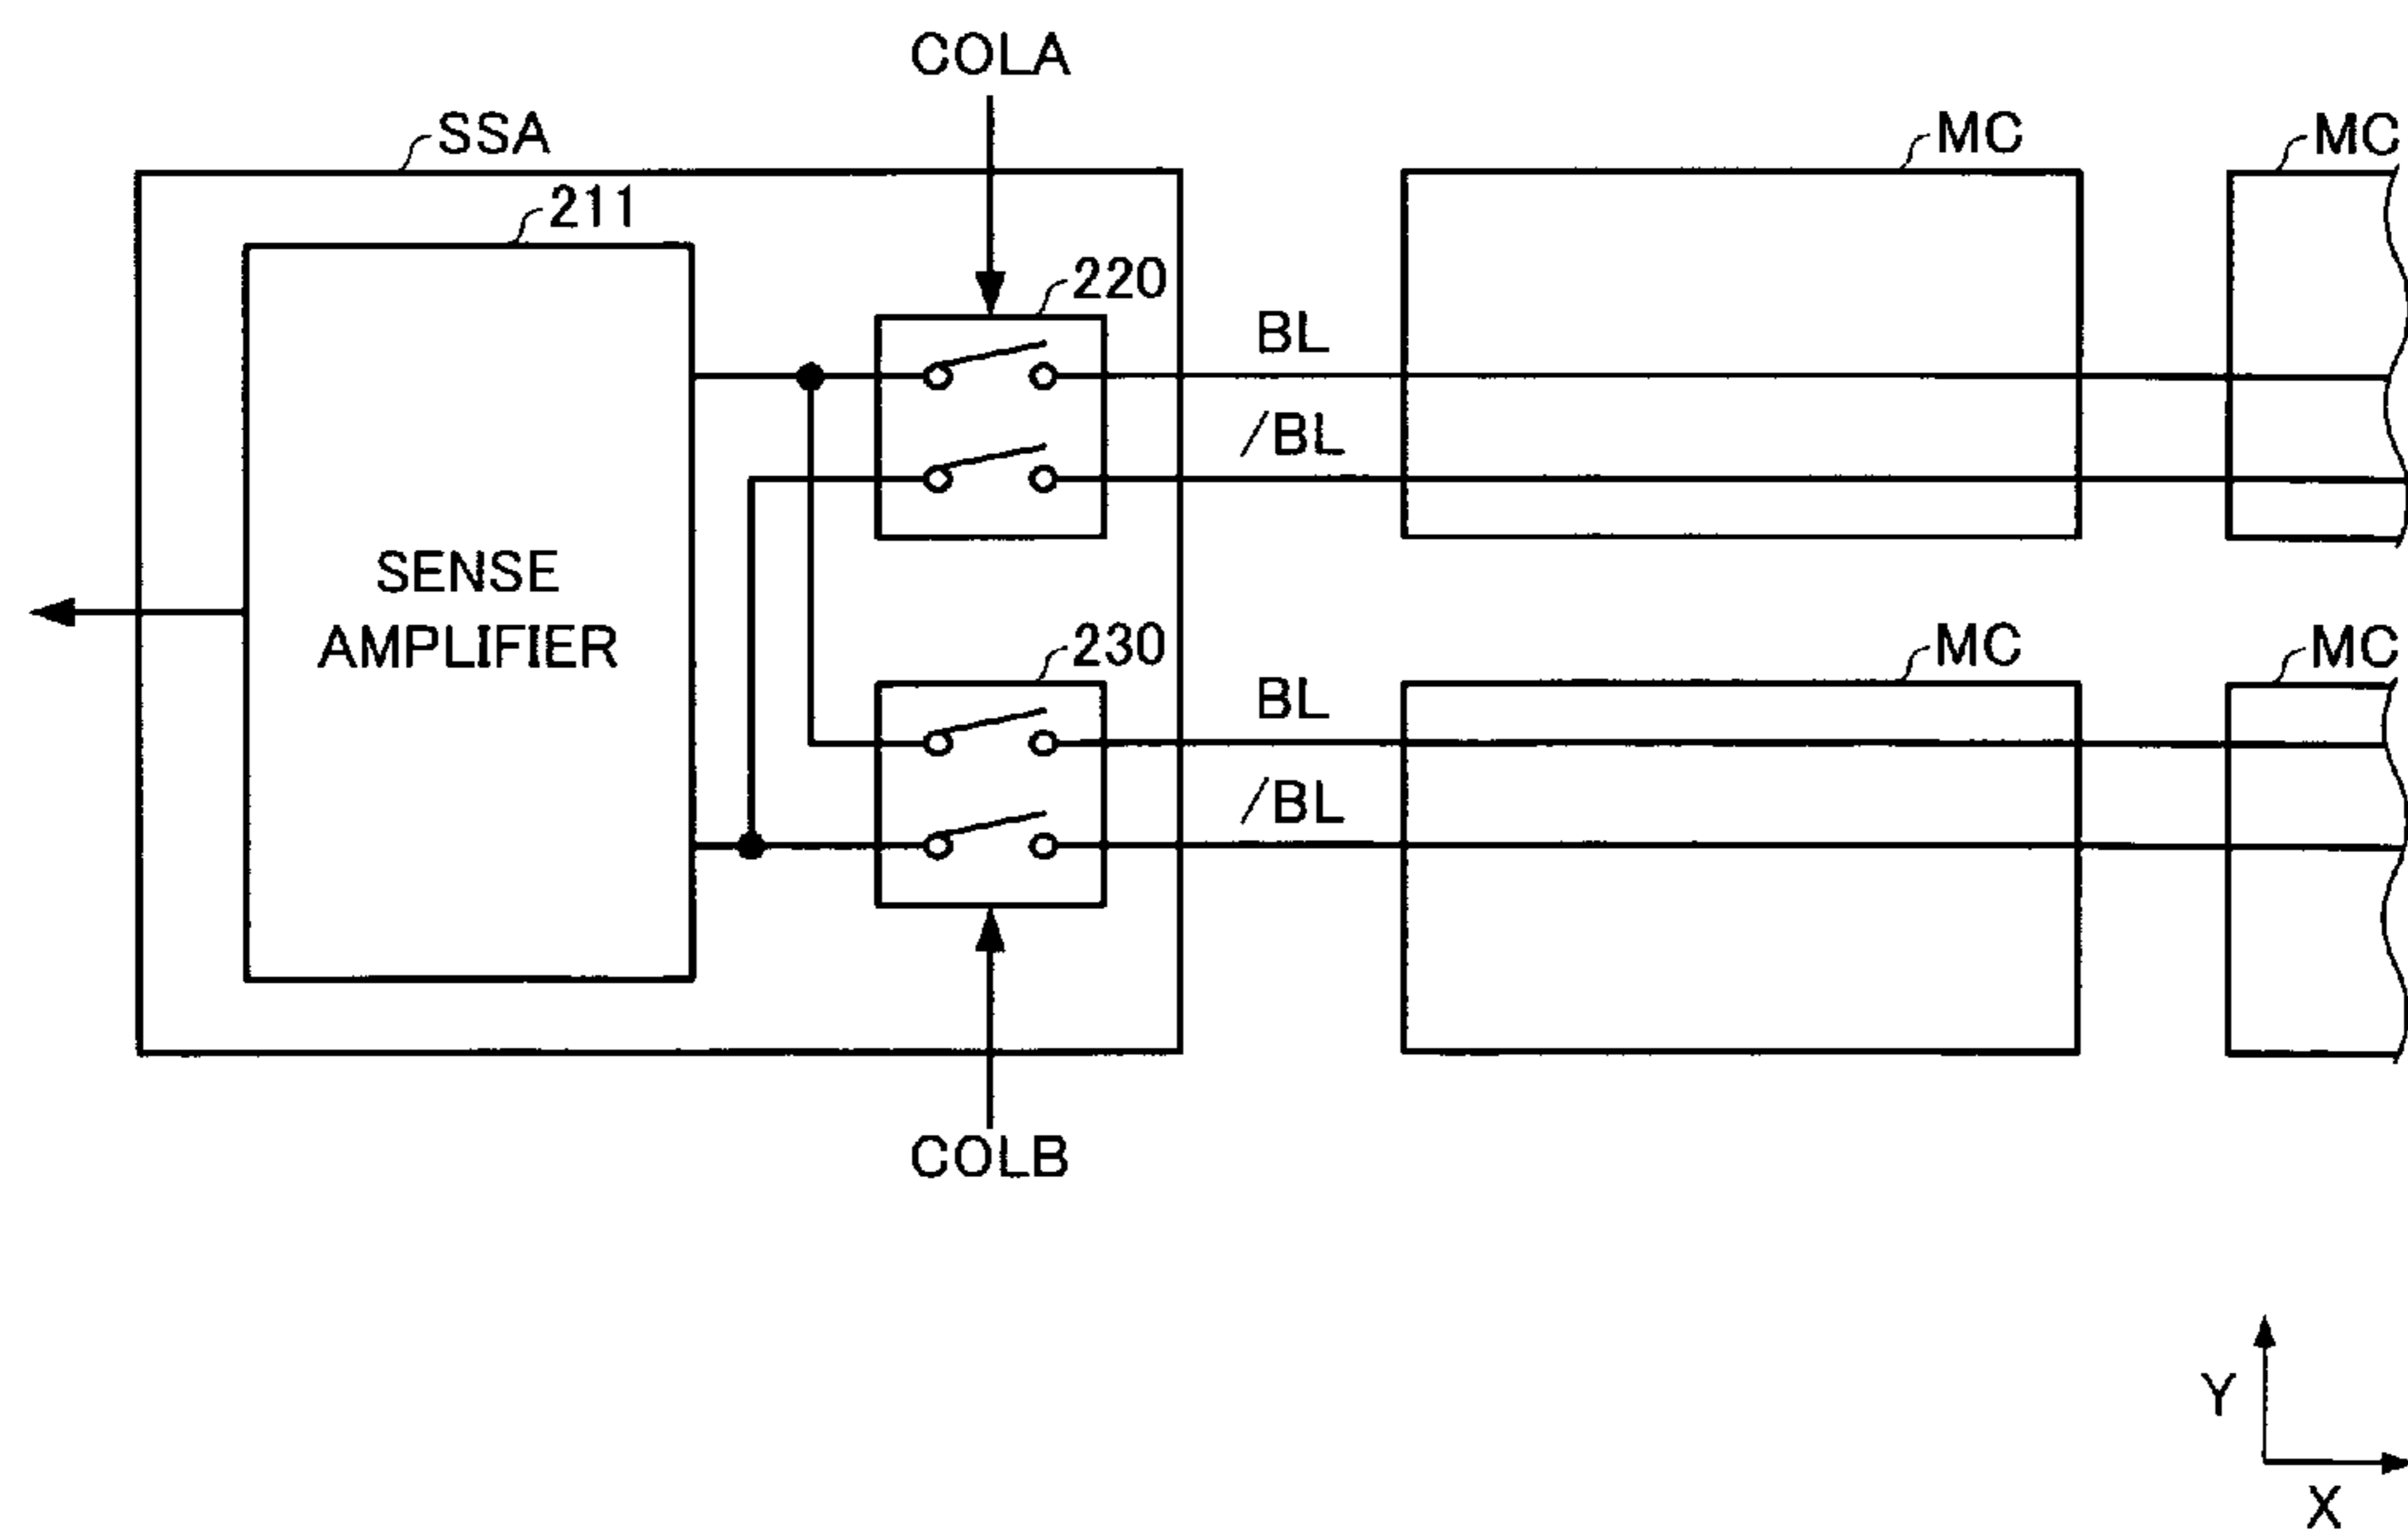 COLA
SSA
MC
MC
211
220
BL
/BL
SENSE
AMPLIFIER
230
MC
MC
BL
/BL
COLB
Y
X